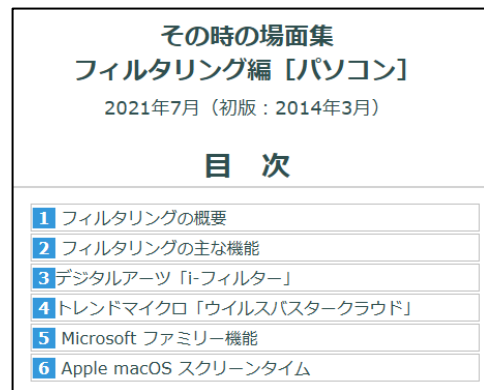 その時の場面集
フィルタリング編［パソコン］
2021年7月（初版：2014年3月）
目 次
1 フィルタリングの概要
2 フィルタリングの主な機能
3 デジタルアーツ「i-フィルター」
4 トレンドマイクロ「ウイルスバスタークラウド」
5 Microsoft ファミリー機能
6 Apple macOS スクリーンタイム